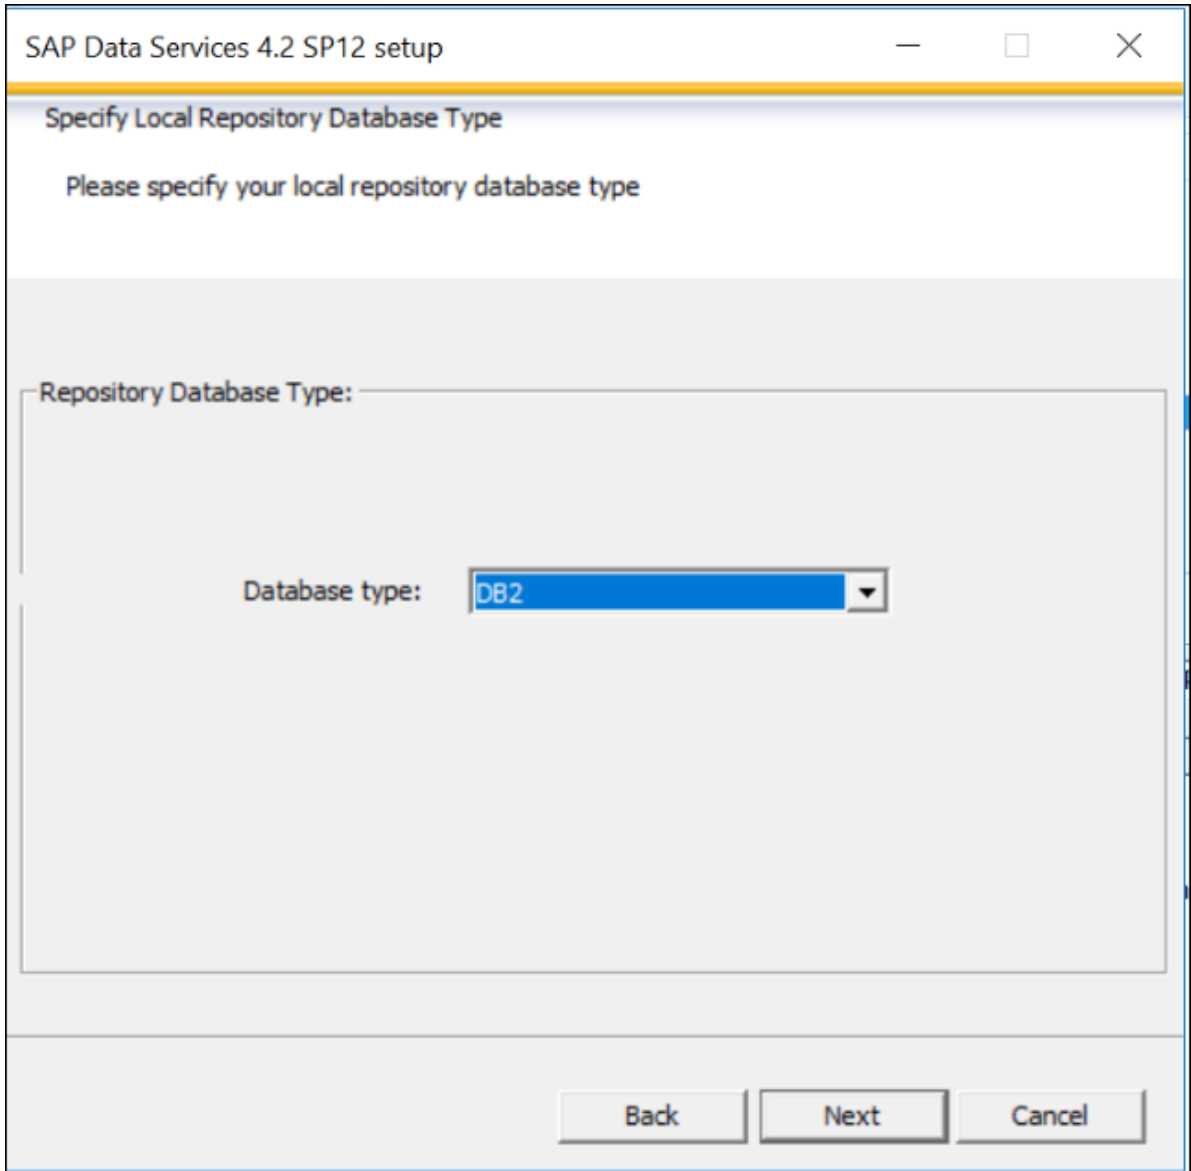 SAP Data Services 4.2 SP12 setup
Specify Local Repository Database Type
Please specify your local repository database type
Repository Database Type:
Database type: DB2
Back Next Cancel